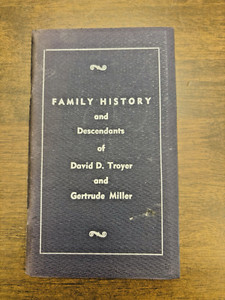 FAMILY HISTORY
and
Descendants
of
David D. Troyer
and
Gertrude Miller